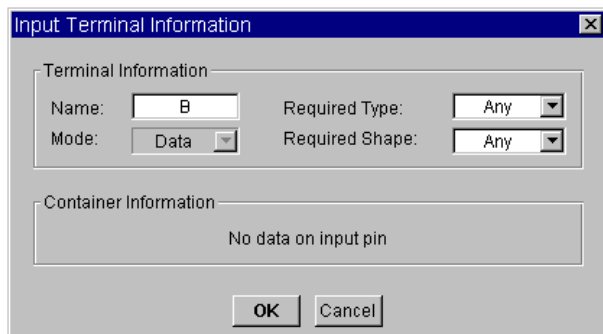 Input Terminal Information
Terminal Information
Name: B Required Type: Any
Mode: Data Required Shape: Any
Container Information
No data on input pin
OK Cancel